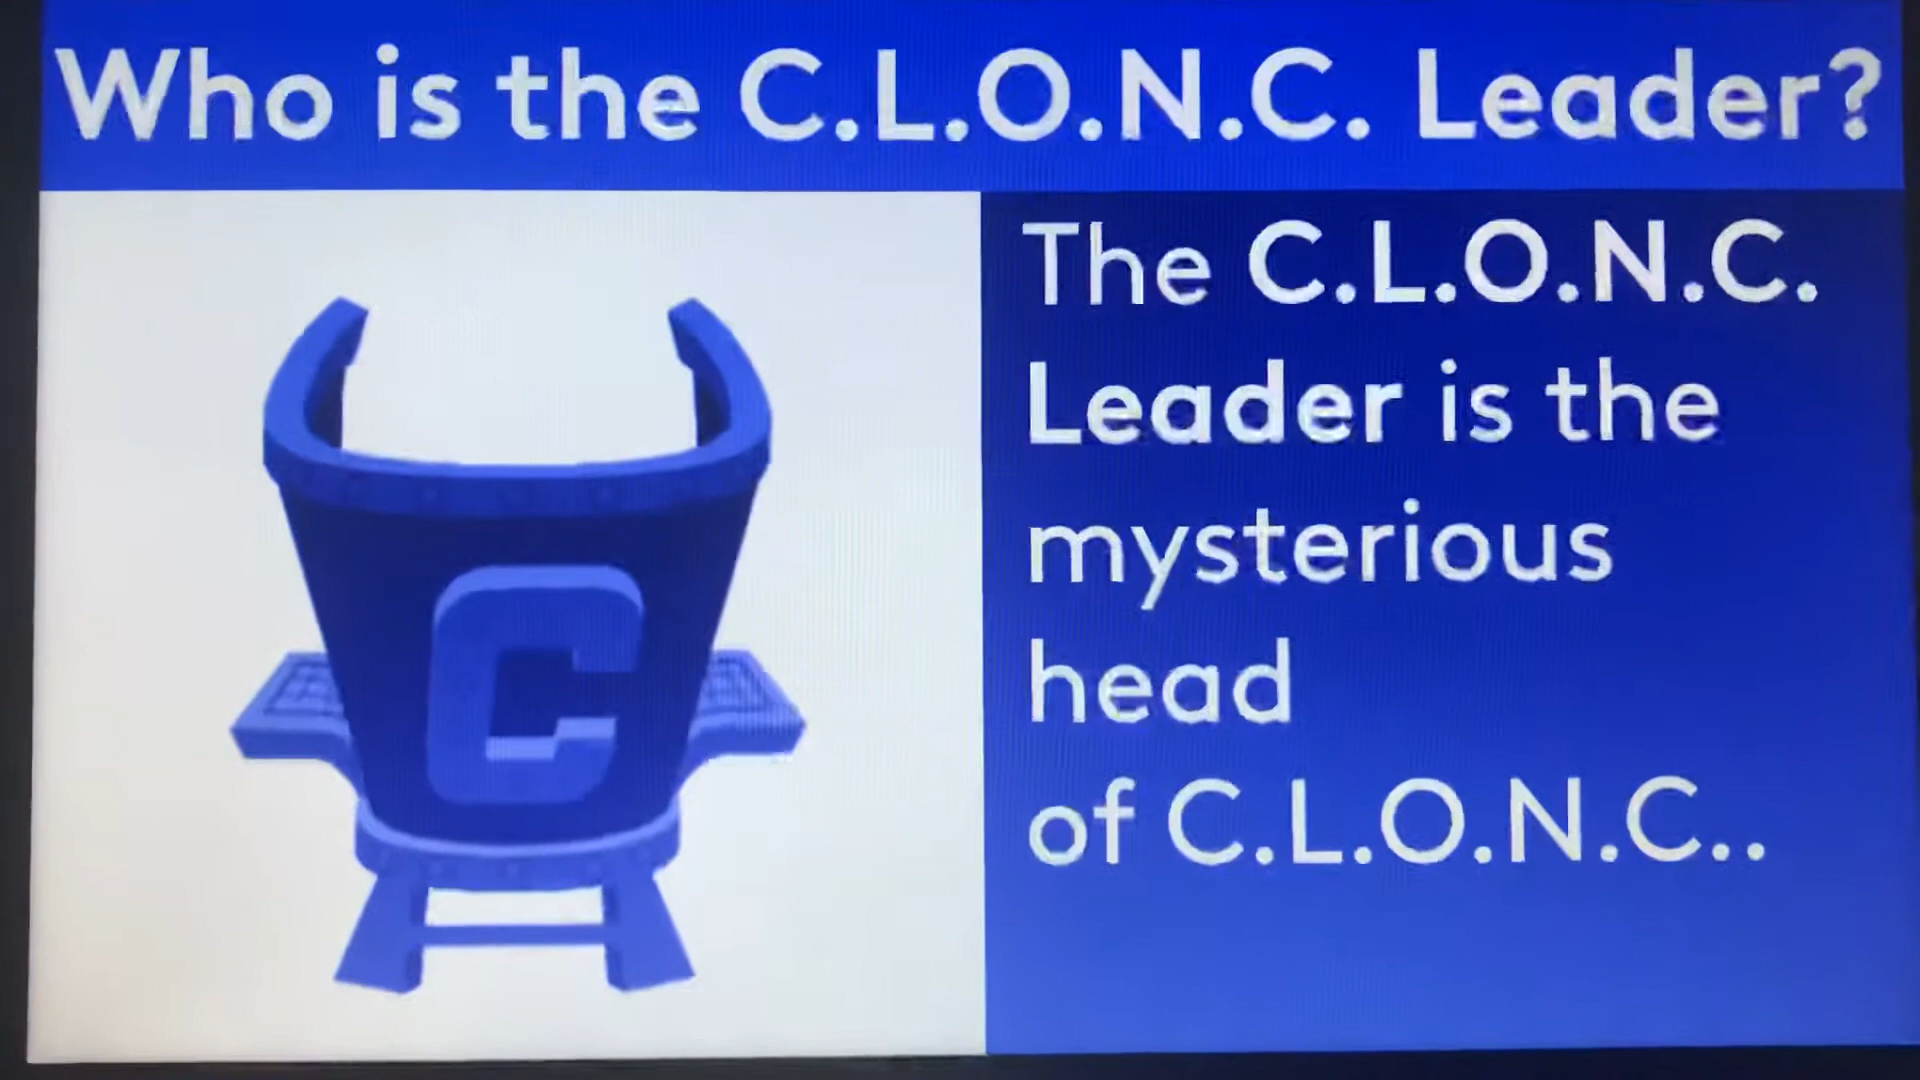 Who is the C.L.O.N.C. Leader?
The C.L.O.N.C.
Leader is the
mysterious
head
of C.L.O.N.C..
C